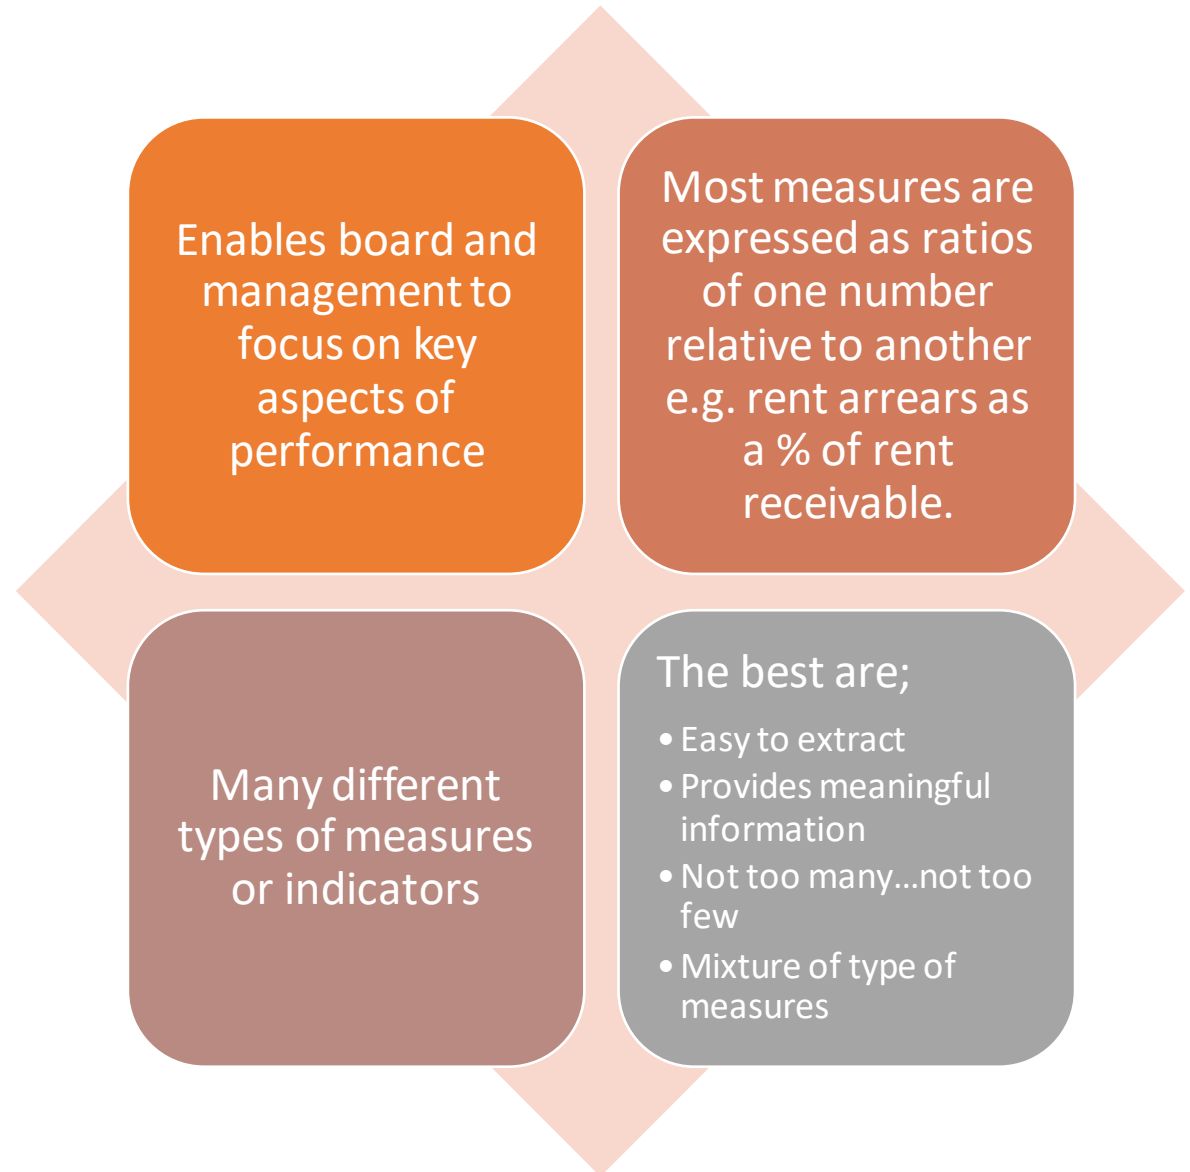 Enables board and
management to
focus on key
aspects of
performance
Most measures are
expressed as ratios
of one number
relative to another
e.g. rent arrears as
a % of rent
receivable.
Many different
types of measures
or indicators
The best are;
• Easy to extract
• Provides meaningful
information
• Not too many...not too
few
• Mixture of type of
measures